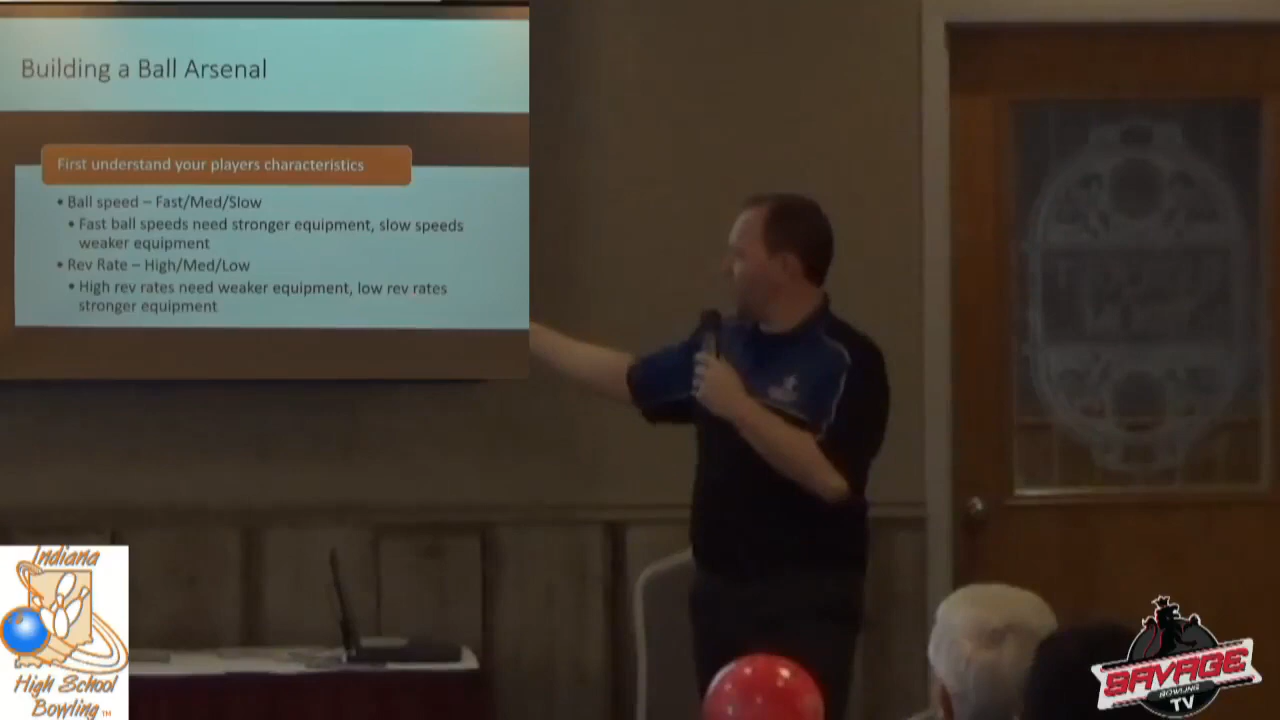 Building a Ball Arsenal
First understand your players characteristics
• Ball speed – Fast/Med/Slow
• Fast ball speeds need stronger equipment, slow speeds
weaker equipment
• Rev Rate – High/Med/Low
• High rev rates need weaker equipment, low rev rates
stronger equipment
Indiana
High School
Bowling™
SAVAGE
BOWLING
TV